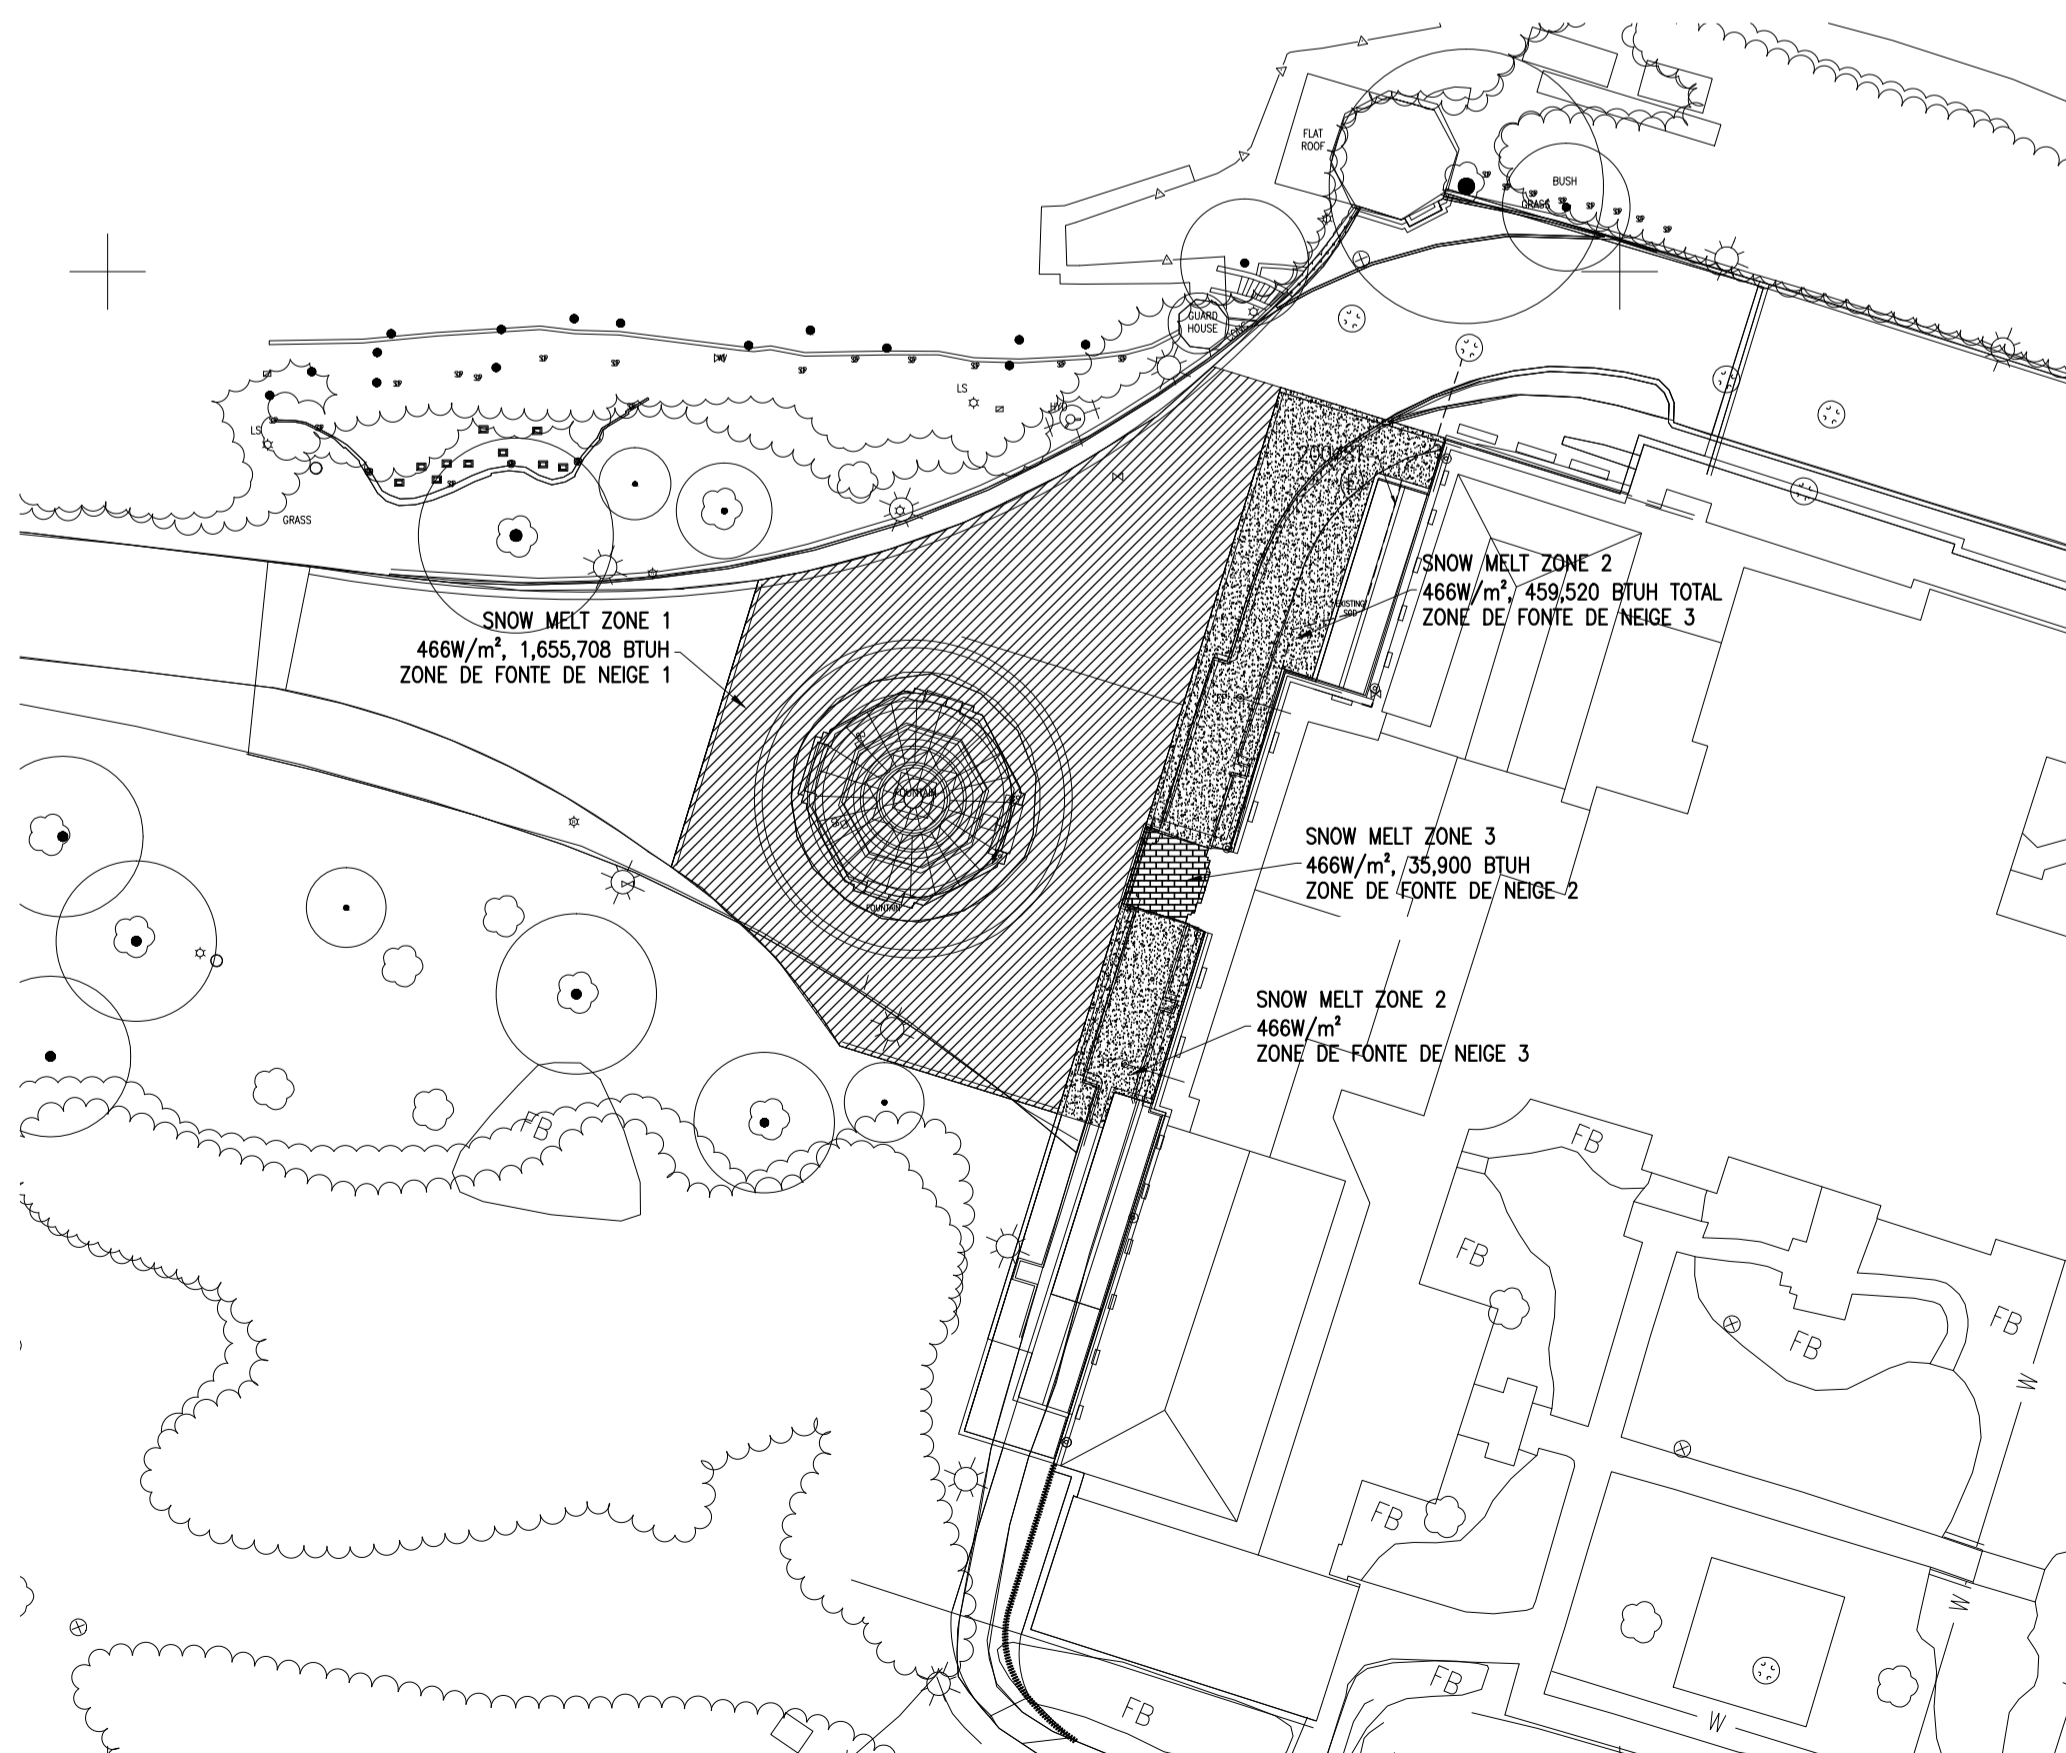 FLAT
ROOF
BUSH
GRASS
GUARD
HOUSE
LS
HYD
LS
GRASS
SNOW MELT ZONE 1
466W/m², 1,655,708 BTUH
ZONE DE FONTE DE NEIGE 1
SNOW MELT ZONE 2
466W/m², 459,520 BTUH TOTAL
ZONE DE FONTE DE NEIGE 3
EXISTING
SOD
FOUNTAIN
FOUNTAIN
SNOW MELT ZONE 3
466W/m², 35,900 BTUH
ZONE DE FONTE DE NEIGE 2
SNOW MELT ZONE 2
466W/m²
ZONE DE FONTE DE NEIGE 3
FB
FB
FB
FB
FB
W
FB
W
FB
FB
W